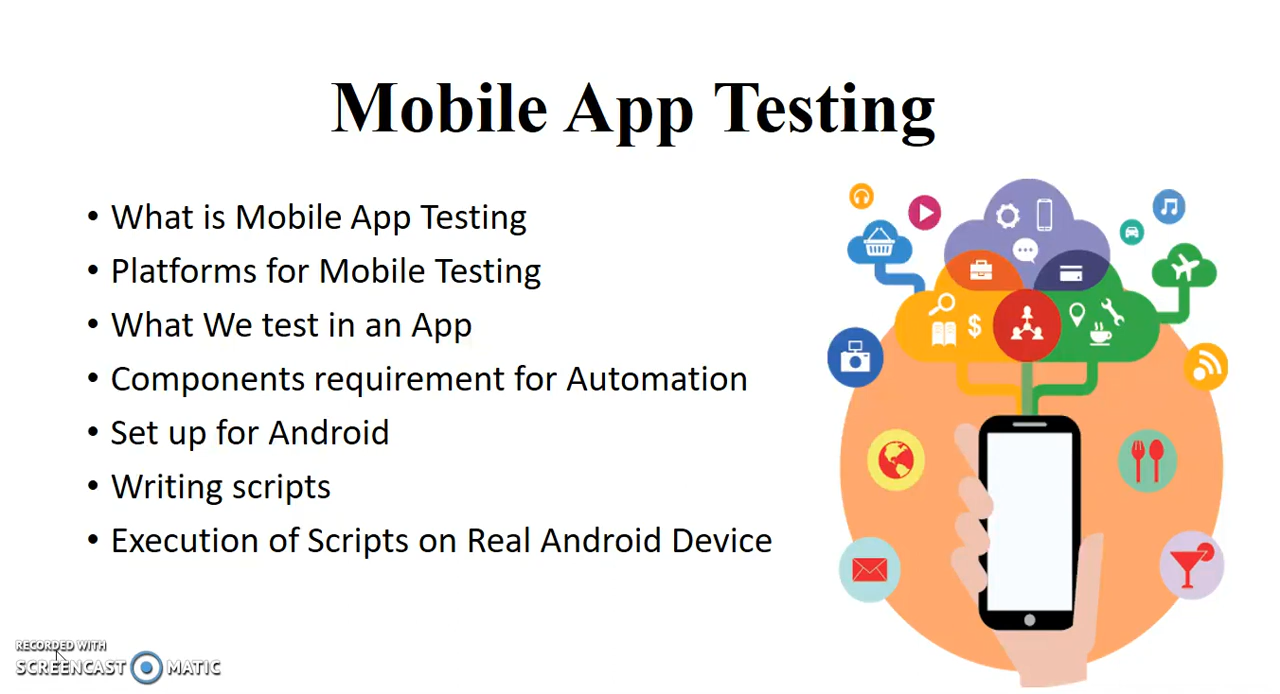 Mobile App Testing
• What is Mobile App Testing
• Platforms for Mobile Testing
• What We test in an App
• Components requirement for Automation
• Set up for Android
• Writing scripts
• Execution of Scripts on Real Android Device
$
RECORDED WITH
SCREENCAST MATIC